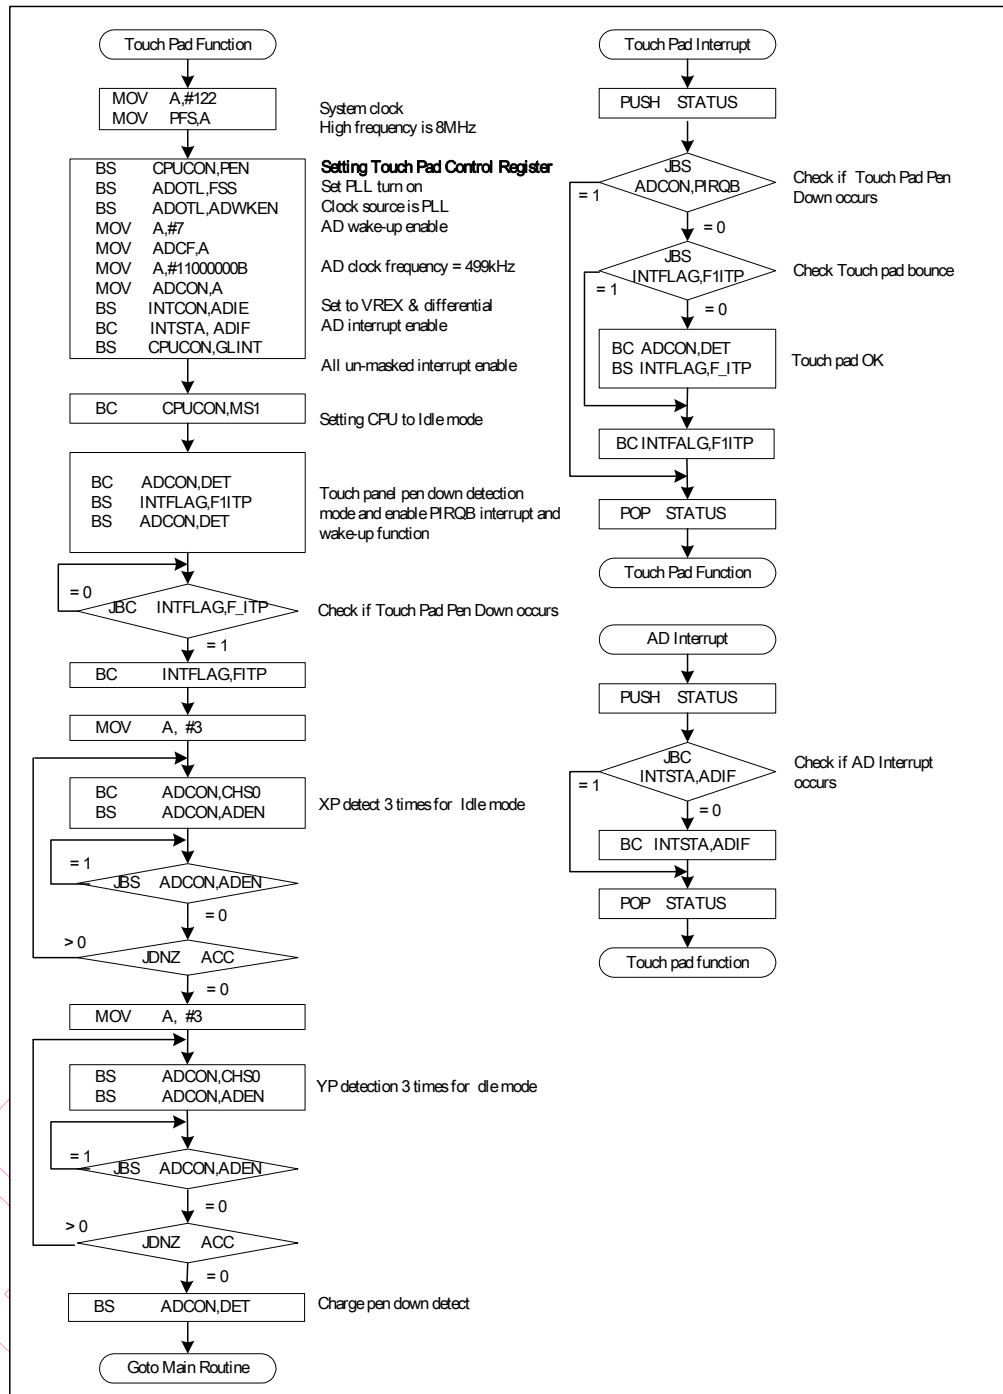 Touch Pad Function
MOV A,#122
MOV PFS,A
System clock
High frequency is 8MHz
BS CPUCON,PEN
BS ADOTL,FSS
BS ADOTL,ADWKEN
MOV A,#7
MOV ADCF,A
MOV A,#11000000B
MOV ADCON,A
BS INTCON,ADIE
BC INTSTA, ADIF
BS CPUCON,GLINT
Setting Touch Pad Control Register
Set PLL turn on
Clock source is PLL
AD wake-up enable
AD clock frequency = 499kHz
Set to VREX & differential
AD interrupt enable
All un-masked interrupt enable
BC CPUCON,MS1
Setting CPU to Idle mode
BC ADCON,DET
BS INTFLAG,F1ITP
BS ADCON,DET
Touch panel pen down detection
mode and enable PIRQB interrupt and
wake-up function
= 0
JBC INTFLAG,F_ITP
Check if Touch Pad Pen Down occurs
= 1
BC INTFLAG,FITP
MOV A, #3
BC ADCON,CHS0
BS ADCON,ADEN
XP detect 3 times for Idle mode
= 1
JBS ADCON,ADEN
= 0
> 0
JDNZ ACC
= 0
MOV A, #3
BS ADCON,CHS0
BS ADCON,ADEN
YP detection 3 times for dle mode
= 1
JBS ADCON,ADEN
= 0
> 0
JDNZ ACC
= 0
BS ADCON,DET
Charge pen down detect
Goto Main Routine
Touch Pad Interrupt
PUSH STATUS
JBS
ADCON,PIRQB
Check if Touch Pad Pen
Down occurs
= 1
= 0
JBS
INTFLAG,F1ITP
Check Touch pad bounce
= 1
= 0
BC ADCON,DET
BS INTFLAG,F_ITP
Touch pad OK
BC INTFALG,F1ITP
POP STATUS
Touch Pad Function
AD Interrupt
PUSH STATUS
JBC
INTSTA,ADIF
Check if AD Interrupt
occurs
= 1
= 0
BC INTSTA,ADIF
POP STATUS
Touch pad function